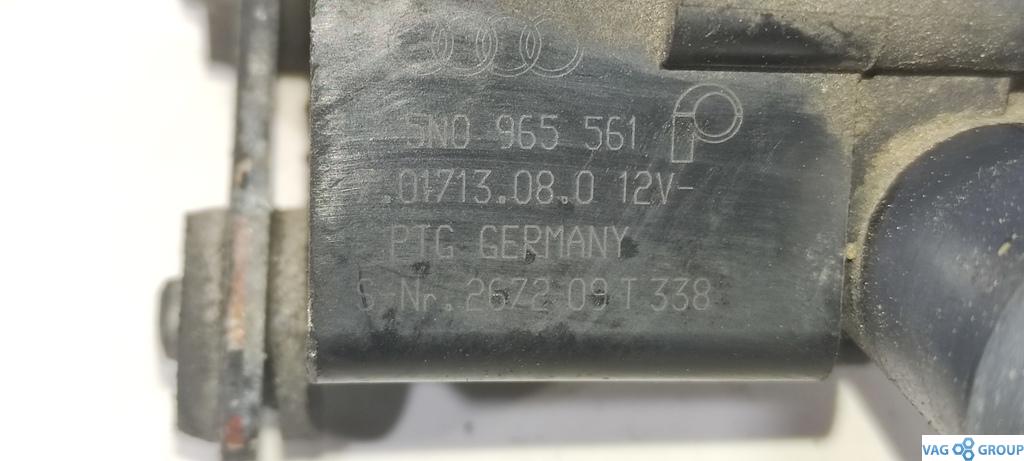 5N0 965 561
.01713.08.0 12V-
PTG GERMANY
S-Nr. 2672 09 T 338
VAG GROUP